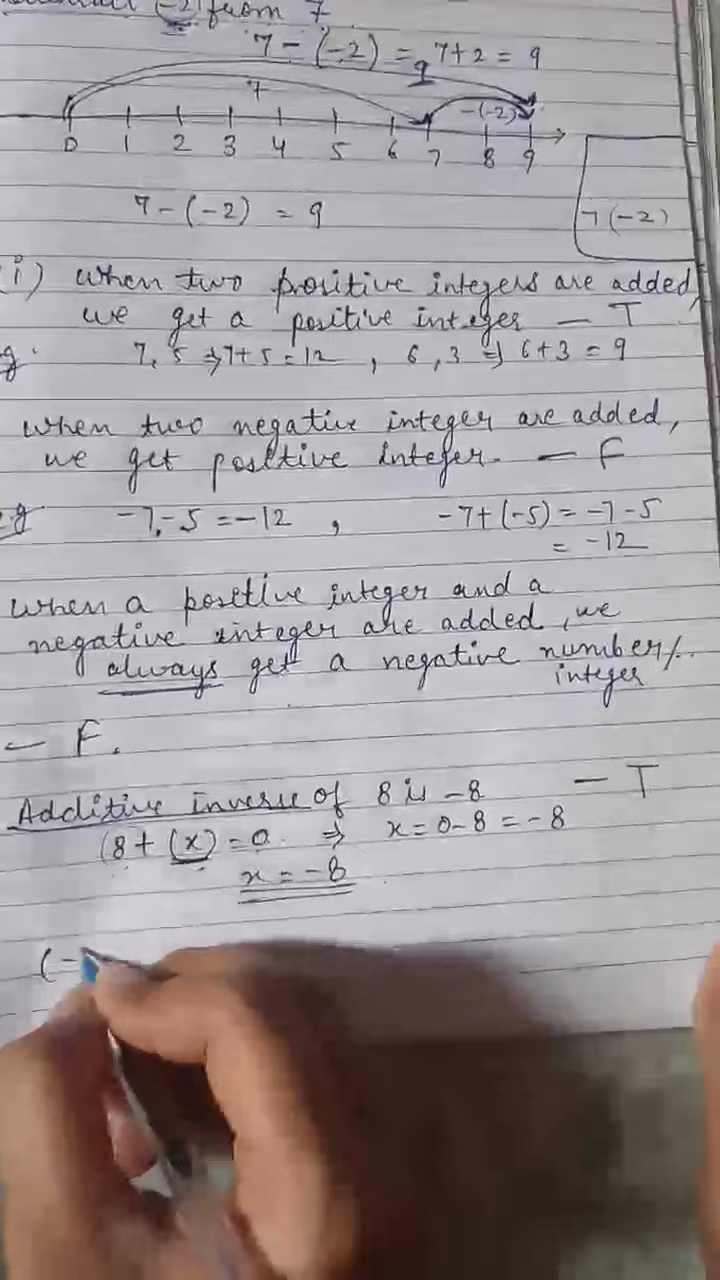 (-2) from 7
7 - (-2) = 7+2 = 9
9
7
-(-2)
0 1 2 3 4 5 6 7 8 9
7 - (-2) = 9
7 (-2)
i) when two positive integers are added,
we get a positive integer — T
g. 7, 5 ⇒ 7+5 = 12 , 6, 3 ⇒ 6+3 = 9
when two negative integer are added,
we get positive integer. — F
eg -7, -5 = -12 , -7+(-5) = -7-5
= -12
when a positive integer and a
negative integer are added, we
always get a negative number/
integer
— F.
Additive inverse of 8 is -8 — T
(8 + (x) = 0 ⇒ x = 0-8 = -8
x = -8
(-